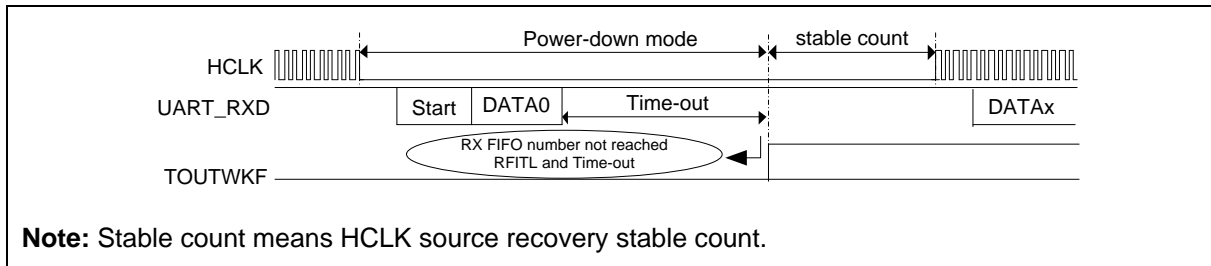 Power-down mode stable count
HCLK
UART_RXD Start DATA0 Time-out DATAx
RX FIFO number not reached
RFITL and Time-out
TOUTWKF
Note: Stable count means HCLK source recovery stable count.